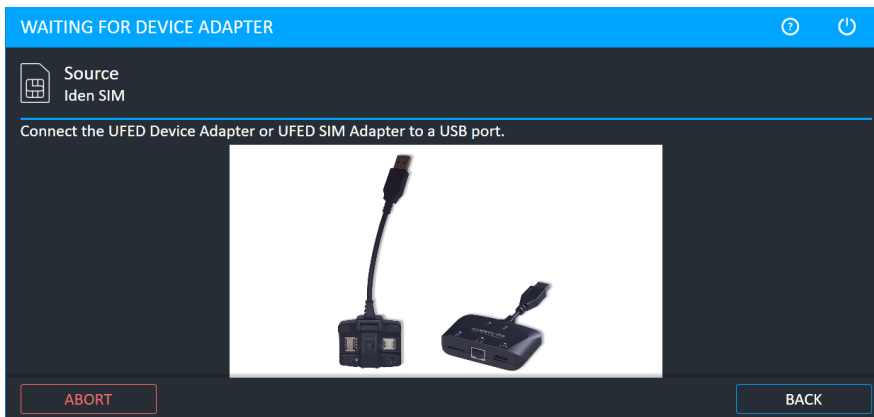 WAITING FOR DEVICE ADAPTER
Source
Iden SIM
Connect the UFED Device Adapter or UFED SIM Adapter to a USB port.
ABORT
BACK